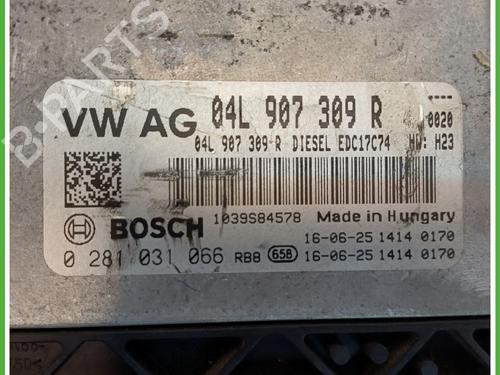 VW AG 04L 907 309 R
04L 907 309 R DIESEL EDC17C74 HW: H23
0020
BOSCH 1039S84578 Made in Hungary
0 281 031 066 RB8 658 16-06-25 1414 0170
16-06-25 1414 0170
B-PARTS